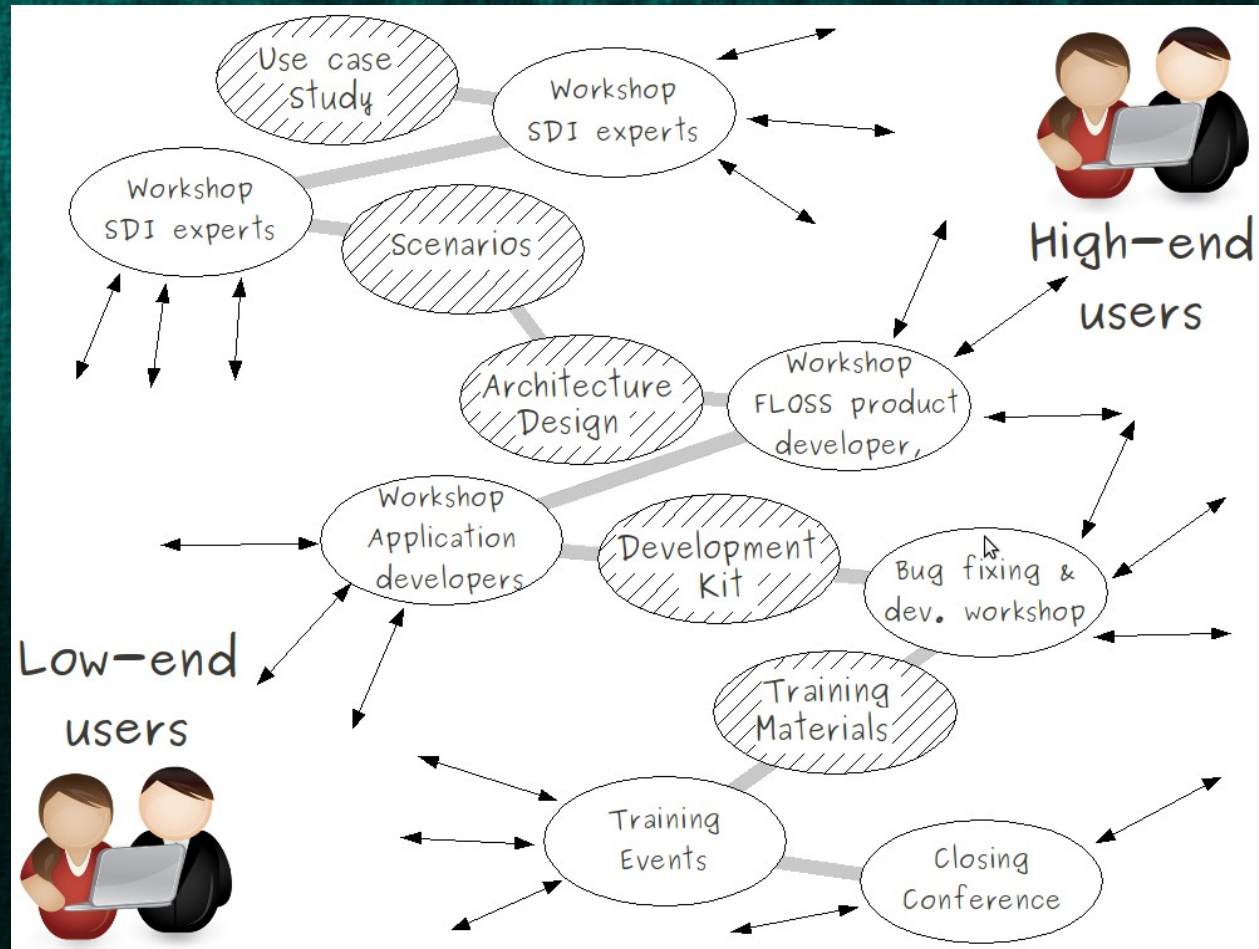 Use case
Study
Workshop
SDI experts
Workshop
SDI experts
Scenarios
High-end
users
Architecture
Design
Workshop
FLOSS product
developer,
Workshop
Application
developers
Development
Kit
Bug fixing &
dev. workshop
Low-end
users
Training
Materials
Training
Events
Closing
Conference